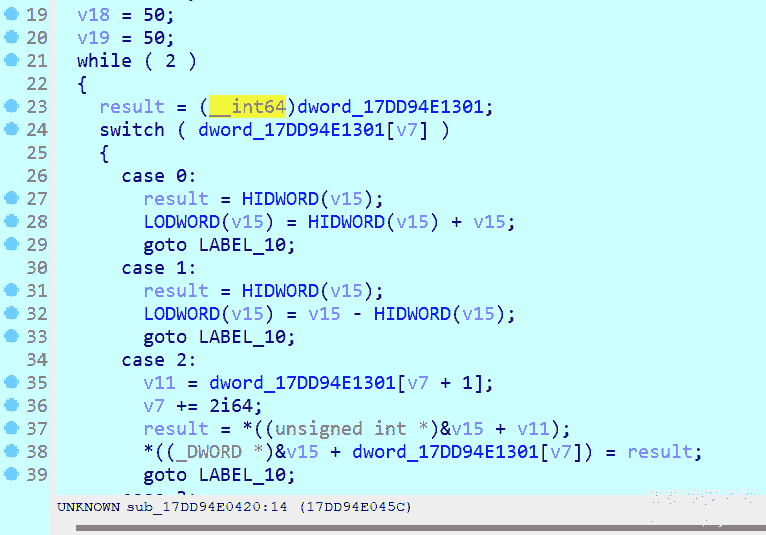 19 v18 = 50;
20 v19 = 50;
21 while ( 2 )
22 {
23 result = (__int64)dword_17DD94E1301;
24 switch ( dword_17DD94E1301[v7] )
25 {
26 case 0:
27 result = HIDWORD(v15);
28 LODWORD(v15) = HIDWORD(v15) + v15;
29 goto LABEL_10;
30 case 1:
31 result = HIDWORD(v15);
32 LODWORD(v15) = v15 - HIDWORD(v15);
33 goto LABEL_10;
34 case 2:
35 v11 = dword_17DD94E1301[v7 + 1];
36 v7 += 2i64;
37 result = *((unsigned int *)&v15 + v11);
38 *((_DWORD *)&v15 + dword_17DD94E1301[v7]) = result;
39 goto LABEL_10;
UNKNOWN sub_17DD94E0420:14 (17DD94E045C)